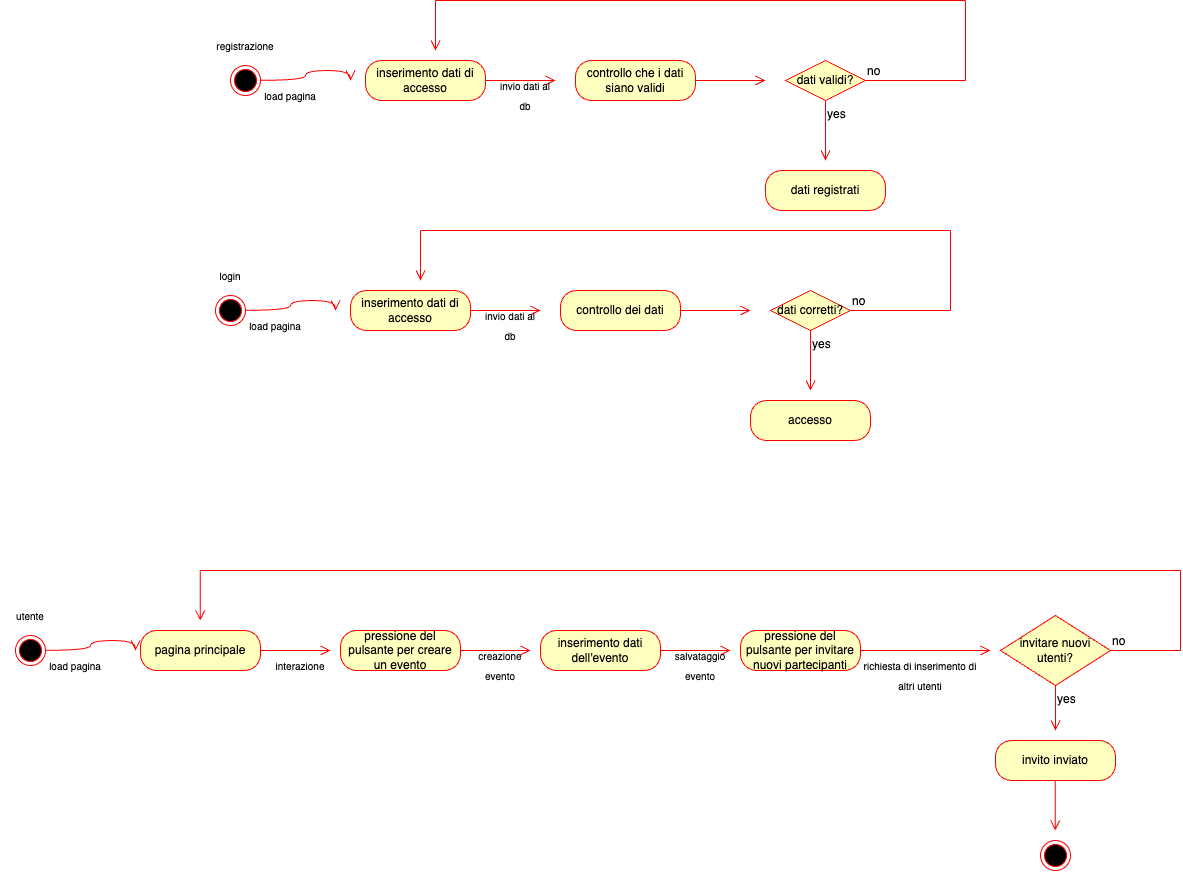 registrazione
load pagina
inserimento dati di
accesso
invio dati al
db
controllo che i dati
siano validi
dati validi?
no
yes
dati registrati
login
load pagina
inserimento dati di
accesso
invio dati al
db
controllo dei dati
dati corretti?
no
yes
accesso
utente
load pagina
pagina principale
interazione
pressione del
pulsante per creare
un evento
creazione
evento
inserimento dati
dell'evento
salvataggio
evento
pressione del
pulsante per invitare
nuovi partecipanti
richiesta di inserimento di
altri utenti
invitare nuovi
utenti?
no
yes
invito inviato